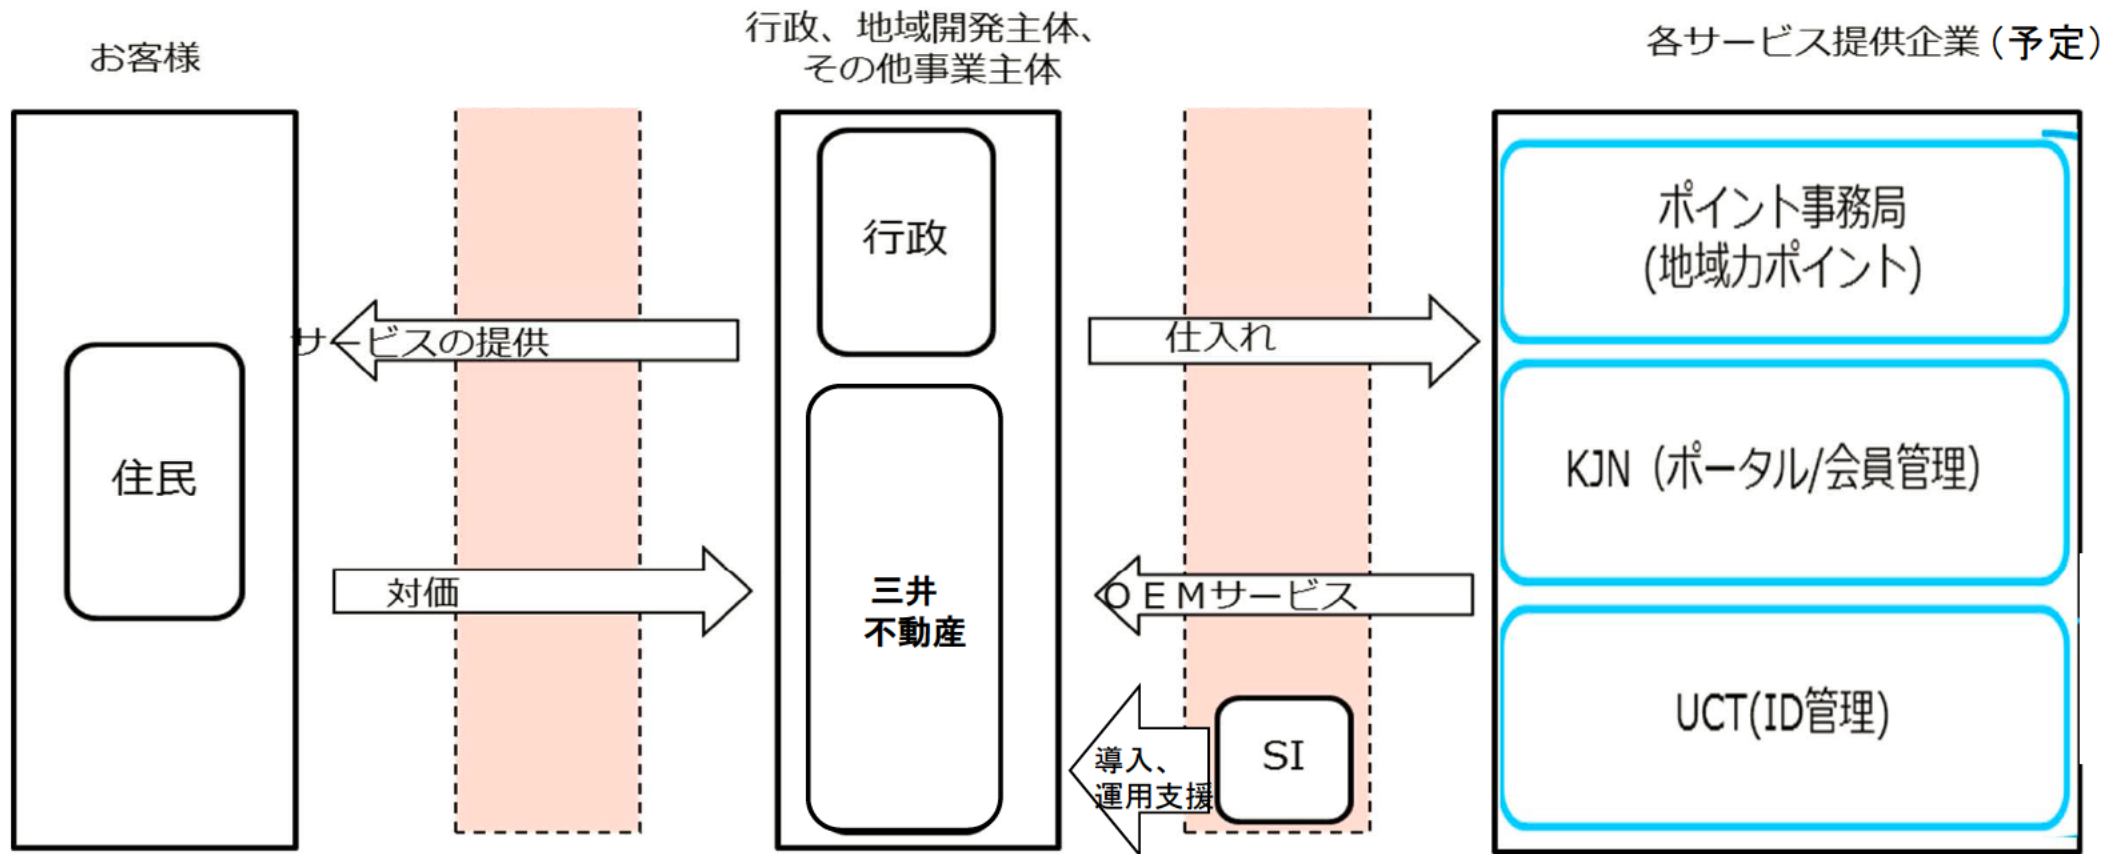 お客様
行政、地域開発主体、
その他事業主体
各サービス提供企業（予定）
住民
サービスの提供
対価
行政
三井
不動産
仕入れ
ＯＥＭサービス
導入、
運用支援
SI
ポイント事務局
(地域力ポイント)
KJN (ポータル/会員管理)
UCT(ID管理)